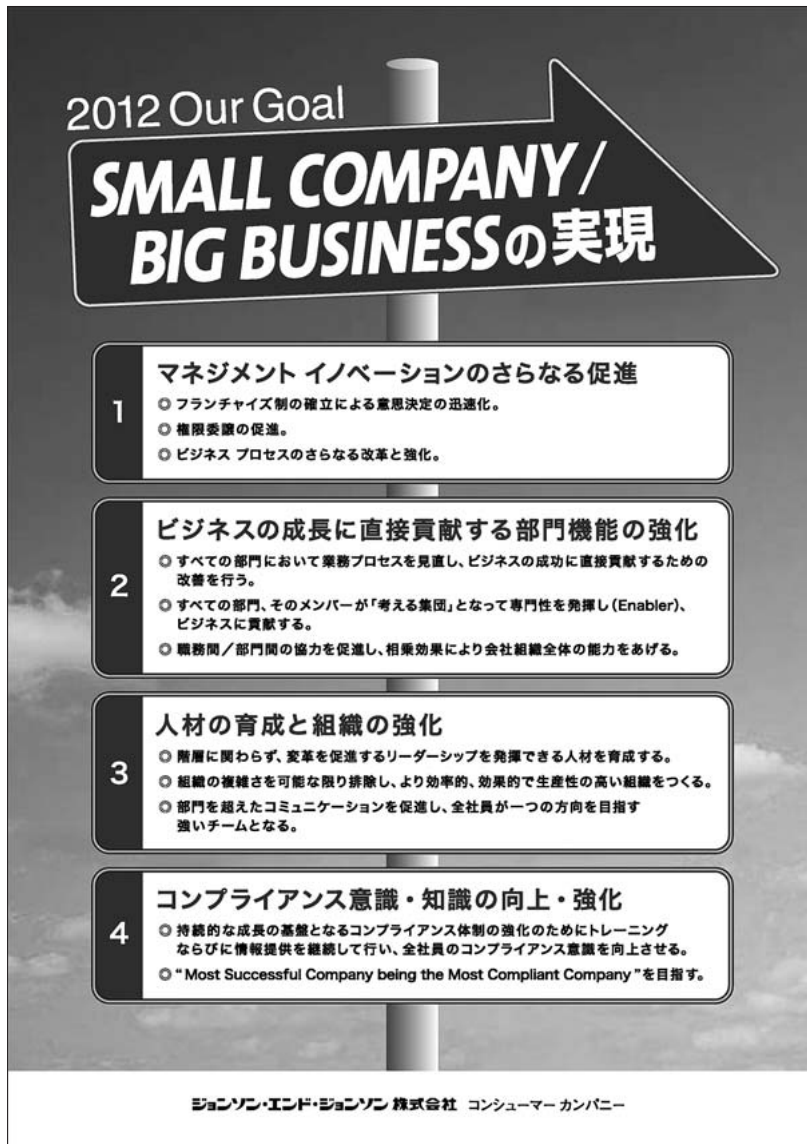 2012 Our Goal
SMALL COMPANY/
BIG BUSINESSの実現
1
マネジメント イノベーションのさらなる促進
◎ フランチャイズ制の確立による意思決定の迅速化。
◎ 権限委譲の促進。
◎ ビジネス プロセスのさらなる改革と強化。
2
ビジネスの成長に直接貢献する部門機能の強化
◎ すべての部門において業務プロセスを見直し、ビジネスの成功に直接貢献するための
改善を行う。
◎ すべての部門、そのメンバーが「考える集団」となって専門性を発揮し(Enabler)、
ビジネスに貢献する。
◎ 職務間／部門間の協力を促進し、相乗効果により会社組織全体の能力をあげる。
3
人材の育成と組織の強化
◎ 階層に関わらず、変革を促進するリーダーシップを発揮できる人材を育成する。
◎ 組織の複雑さを可能な限り排除し、より効率的、効果的で生産性の高い組織をつくる。
◎ 部門を超えたコミュニケーションを促進し、全社員が一つの方向を目指す
強いチームとなる。
4
コンプライアンス意識・知識の向上・強化
◎ 持続的な成長の基盤となるコンプライアンス体制の強化のためにトレーニング
ならびに情報提供を継続して行い、全社員のコンプライアンス意識を向上させる。
◎ “Most Successful Company being the Most Compliant Company”を目指す。
ジョンソン・エンド・ジョンソン 株式会社 コンシューマー カンパニー